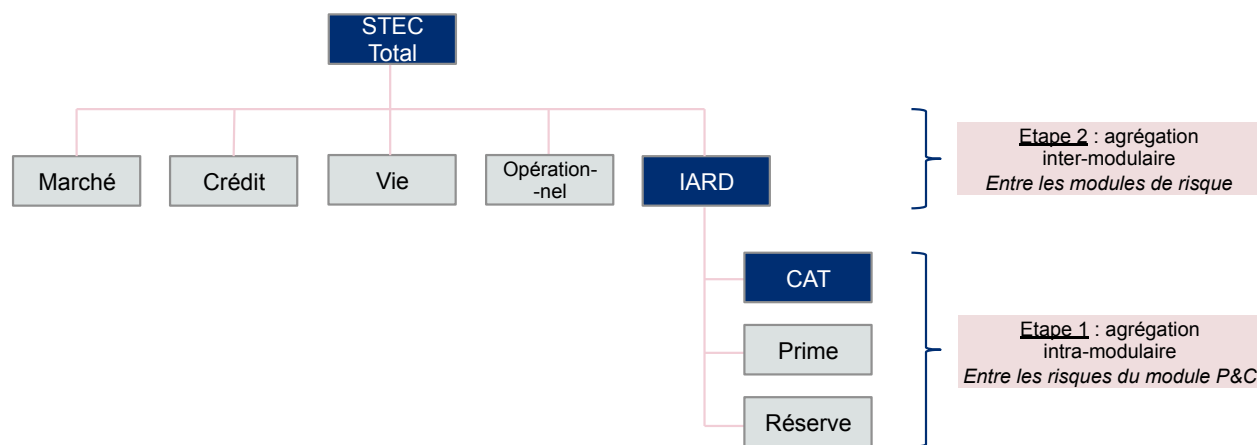 STEC
Total
Marché
Crédit
Vie
Opération-
-nel
IARD
Etape 2 : agrégation
inter-modulaire
Entre les modules de risque
CAT
Prime
Réserve
Etape 1 : agrégation
intra-modulaire
Entre les risques du module P&C